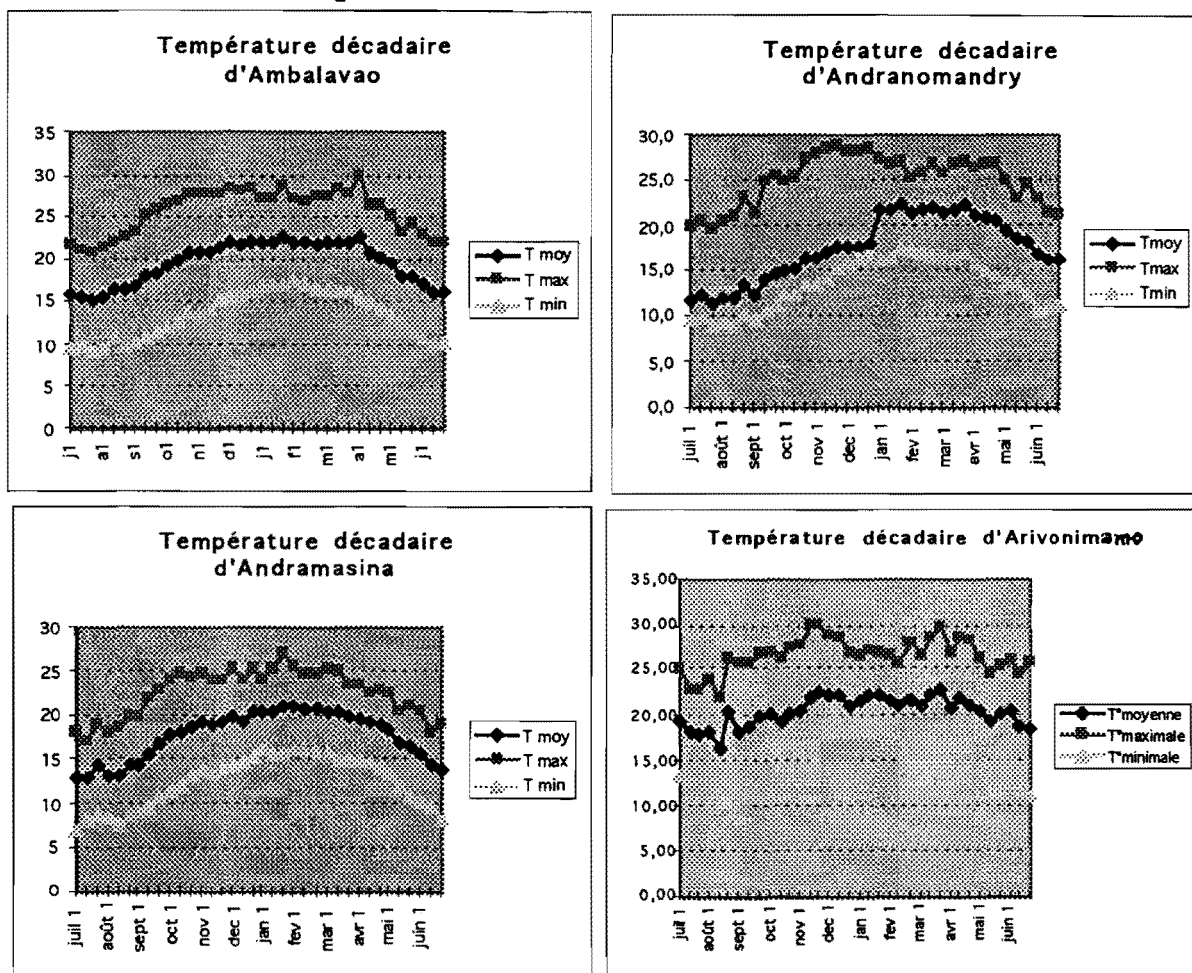 Température décadaire
d'Ambalavao
35
30
25
20
15
10
5
0
j1
a1
s1
o1
n1
d1
j1
f1
m1
a1
m1
j1
T moy
T max
T min
Température décadaire
d'Andranomandry
30,0
25,0
20,0
15,0
10,0
5,0
0,0
juil 1
août 1
sept 1
oct 1
nov 1
dec 1
jan 1
fev 1
mar 1
avr 1
mai 1
juin 1
Tmoy
Tmax
Tmin
Température décadaire
d'Andramasina
30
25
20
15
10
5
0
juil 1
août 1
sept 1
oct 1
nov 1
dec 1
jan 1
fev 1
mar 1
avr 1
mai 1
juin 1
T moy
T max
T min
Température décadaire d'Arivonimamo
35,00
30,00
25,00
20,00
15,00
10,00
5,00
0,00
juil 1
août 1
sept 1
oct 1
nov 1
dec 1
jan 1
fev 1
mar 1
avr 1
mai 1
juin 1
T°moyenne
T°maximale
T°minimale